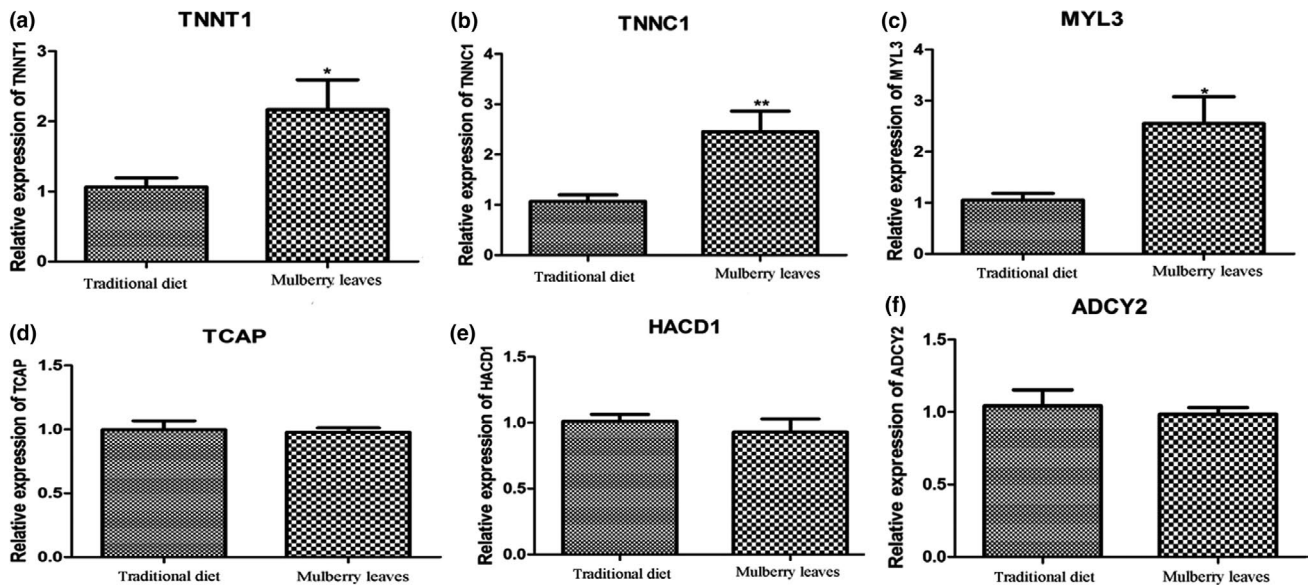 (a)
TNNT1
Relative expression of TNNT1
3
2
1
0
*
Traditional diet
Mulberry leaves
(b)
TNNC1
Relative expression of TNNC1
4
3
2
1
0
**
Traditional diet
Mulberry leaves
(c)
MYL3
Relative expression of MYL3
4
3
2
1
0
*
Traditional diet
Mulberry leaves
(d)
TCAP
Relative expression of TCAP
1.5
1.0
0.5
0.0
Traditional diet
Mulberry leaves
(e)
HACD1
Relative expression of HACD1
1.5
1.0
0.5
0.0
Traditional diet
Mulberry leaves
(f)
ADCY2
Relative expression of ADCY2
1.5
1.0
0.5
0.0
Traditional diet
Mulberry leaves